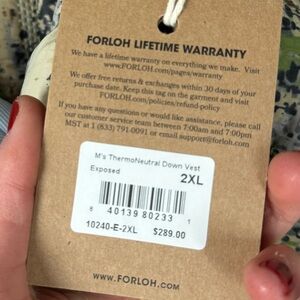 FORLOH LIFETIME WARRANTY
We have a lifetime warranty on everything we make. Visit
www.FORLOH.com/pages/warranty
We offer free returns & exchanges within 30 days of your
purchase date. Keep this tag on the garment and visit
FORLOH.com/policies/refund-policy
If you have any questions or would like assistance, please call
our customer service team between 7:00am and 7:00pm
MST at 1 (833) 791-0091 or email support@forloh.com
M's ThermoNeutral Down Vest
Exposed
2XL
8 40139 80233 1
10240-E-2XL $289.00
WWW.FORLOH.COM